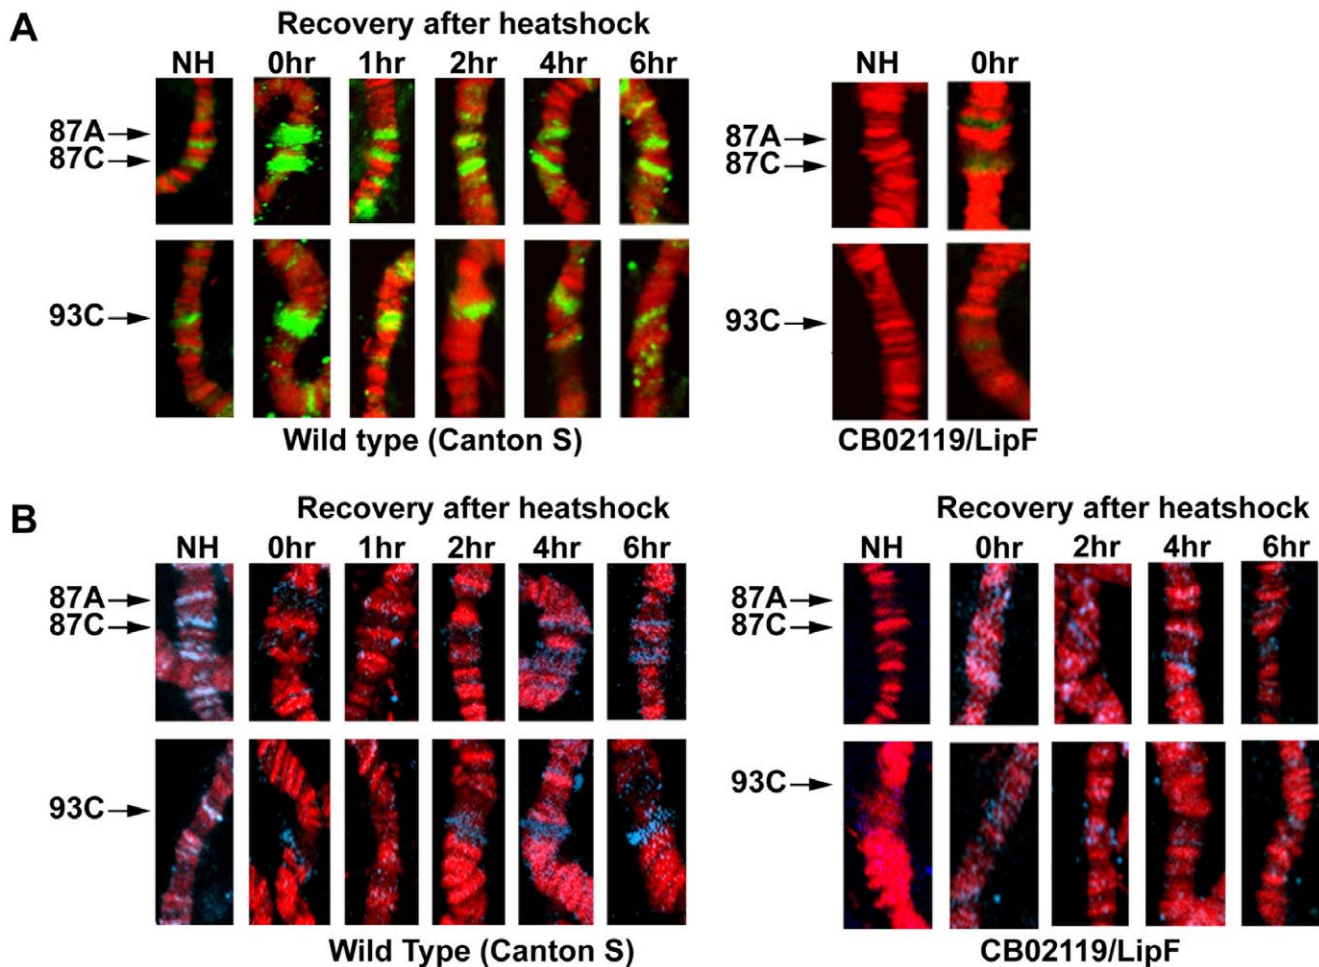 A
Recovery after heatshock
NH 0hr 1hr 2hr 4hr 6hr NH 0hr
87A 87A
87C 87C
93C 93C
Wild type (Canton S) CB02119/LipF
B
Recovery after heatshock Recovery after heatshock
NH 0hr 1hr 2hr 4hr 6hr NH 0hr 2hr 4hr 6hr
87A 87A
87C 87C
93C 93C
Wild Type (Canton S) CB02119/LipF